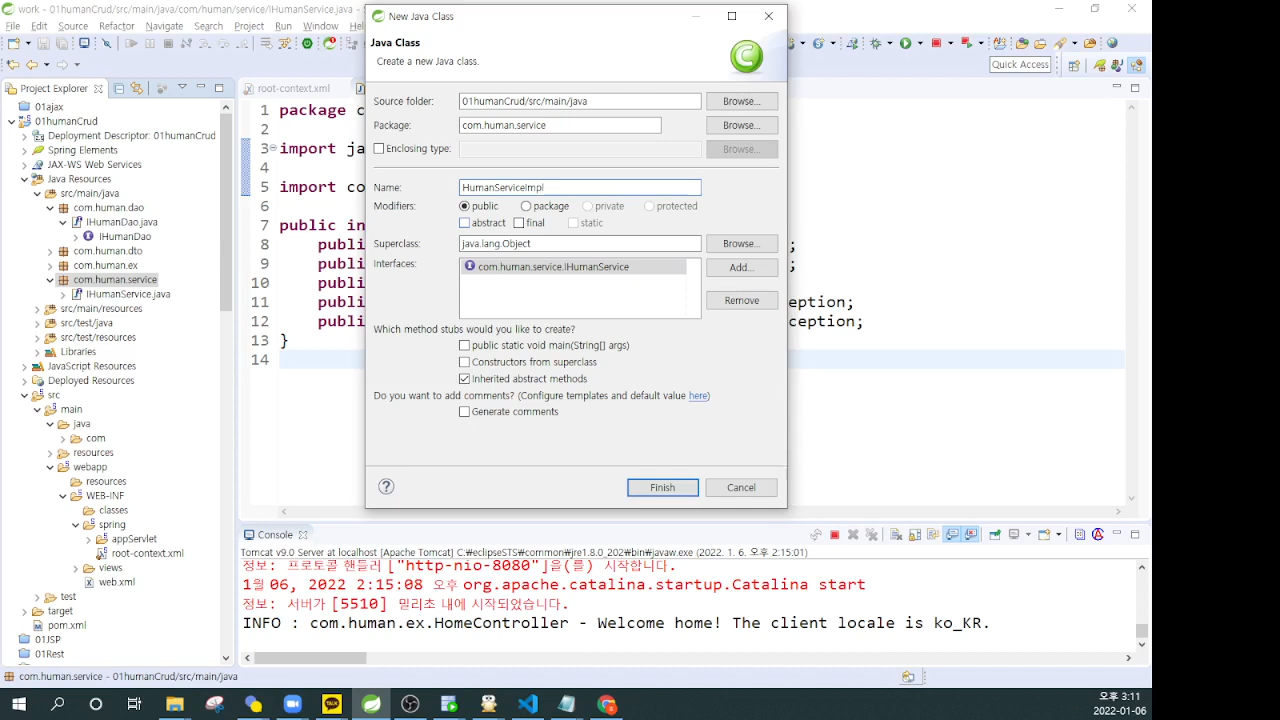 work - 01humanCrud/src/main/java/com/human/service/IHumanService.java -
File Edit Source Refactor Navigate Search Project Run Window
Quick Access
Project Explorer
01ajax
01humanCrud
Deployment Descriptor: 01humanCrud
Spring Elements
JAX-WS Web Services
Java Resources
src/main/java
com.human.dao
IHumanDao.java
IHumanDao
com.human.dto
com.human.ex
com.human.service
IHumanService.java
src/main/resources
src/test/java
src/test/resources
Libraries
JavaScript Resources
Deployed Resources
src
main
java
com
resources
webapp
resources
WEB-INF
classes
spring
appServlet
root-context.xml
views
web.xml
test
target
pom.xml
01JSP
01Rest
root-context.xml
1 package c
2
3 import ja
4
5 import co
6
7 public in
8 publi ;
9 publi ;
10 publi
11 publi eption;
12 publi ception;
13 }
14
New Java Class
Java Class
Create a new Java class.
Source folder: 01humanCrud/src/main/java Browse...
Package: com.human.service Browse...
Enclosing type: Browse...
Name: HumanServiceImpl
Modifiers: public package private protected
abstract final static
Superclass: java.lang.Object Browse...
Interfaces: com.human.service.IHumanService Add...
Remove
Which method stubs would you like to create?
public static void main(String[] args)
Constructors from superclass
Inherited abstract methods
Do you want to add comments? (Configure templates and default value here)
Generate comments
Finish Cancel
Console
Tomcat v9.0 Server at localhost [Apache Tomcat] C:₩eclipseSTS₩common₩jre1.8.0_202₩bin₩javaw.exe (2022. 1. 6. 오후 2:15:01)
정보: 프로토콜 핸들러 ["http-nio-8080"]을(를) 시작합니다.
1월 06, 2022 2:15:08 오후 org.apache.catalina.startup.Catalina start
정보: 서버가 [5510] 밀리초 내에 시작되었습니다.
INFO : com.human.ex.HomeController - Welcome home! The client locale is ko_KR.
com.human.service - 01humanCrud/src/main/java
TALK
오후 3:11
2022-01-06